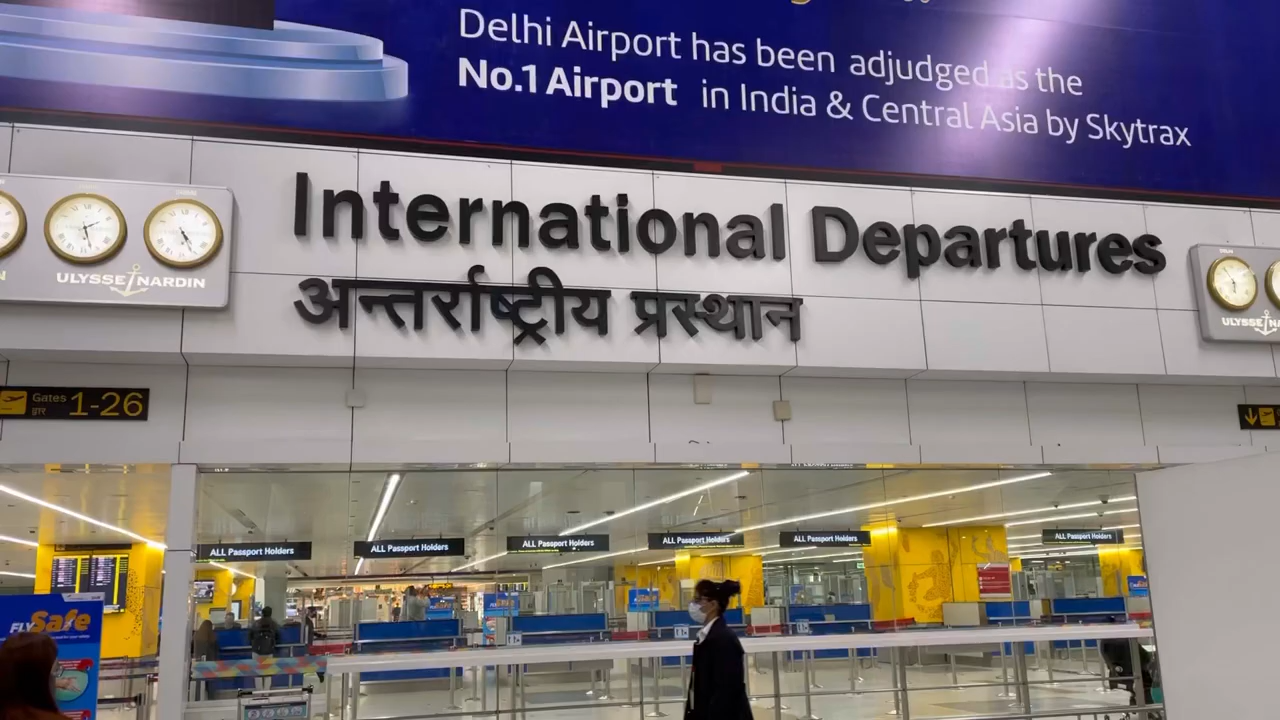 Delhi Airport has been adjudged as the
No.1 Airport in India & Central Asia by Skytrax
International Departures
अन्तर्राष्ट्रीय प्रस्थान
ULYSSE NARDIN
ULYSSE
Gates 1-26
द्वार
ALL Passport Holders
ALL Passport Holders
ALL Passport Holders
ALL Passport Holders
ALL Passport Holders
ALL Passport Holders
FLY Safe